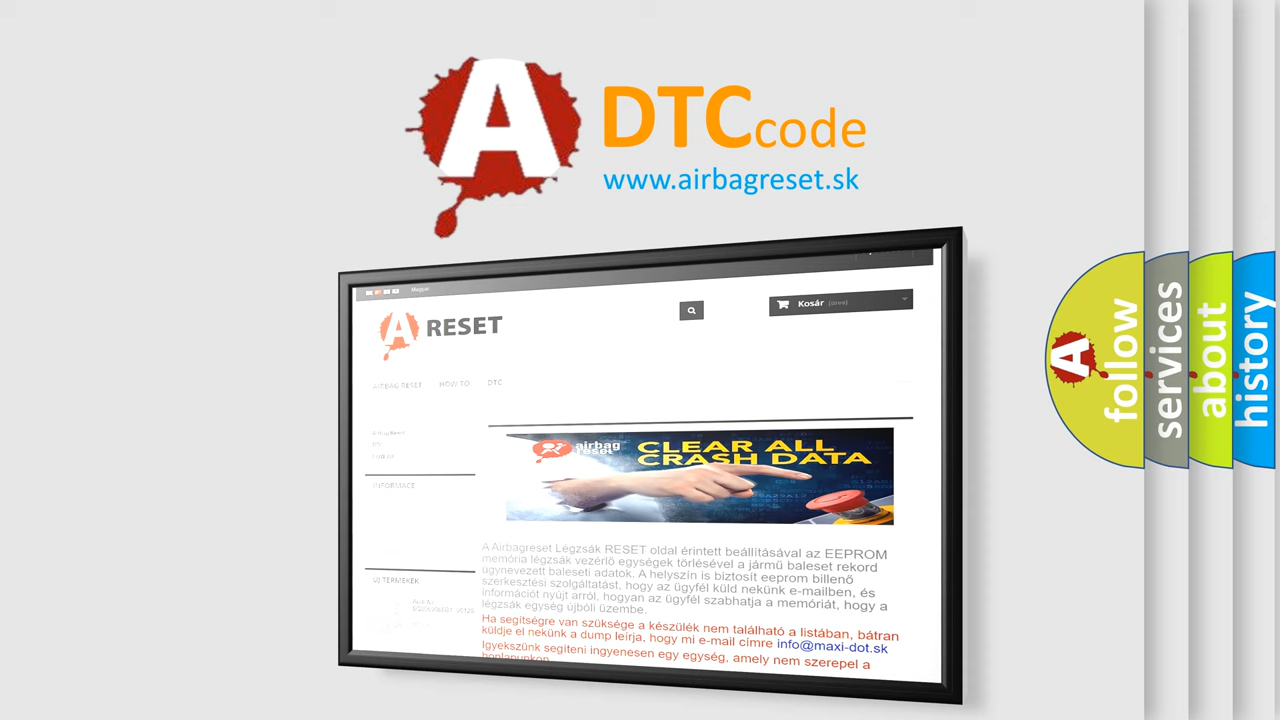 A
DTCcode
www.airbagreset.sk
Magyar
A RESET
Kosár (üres)
AIRBAG RESET HOW TO DTC
INFORMACE
airbag
reset
CLEAR ALL
CRASH DATA
A Airbagreset Légzsák RESET oldal érintett beállításával az EEPROM
memória légzsák vezérlő egységek törlésével a jármű baleset rekord
úgynevezett baleseti adatok. A helyszín is biztosít eeprom billenő
szerkesztési szolgáltatást, hogy az ügyfél küld nekünk e-mailben, és
információt nyújt arról, hogyan az ügyfél szabhatja a memóriát, hogy a
légzsák egység újbóli üzembe.
Ha segítségre van szüksége a készülék nem található a listában, bátran
küldje el nekünk a dump leírja, hogy mi e-mail címre info@maxi-dot.sk
Igyekszünk segíteni ingyenesen egy egység, amely nem szerepel a
honlapunkon
ÚJ TERMÉKEK
A
follow
services
about
history